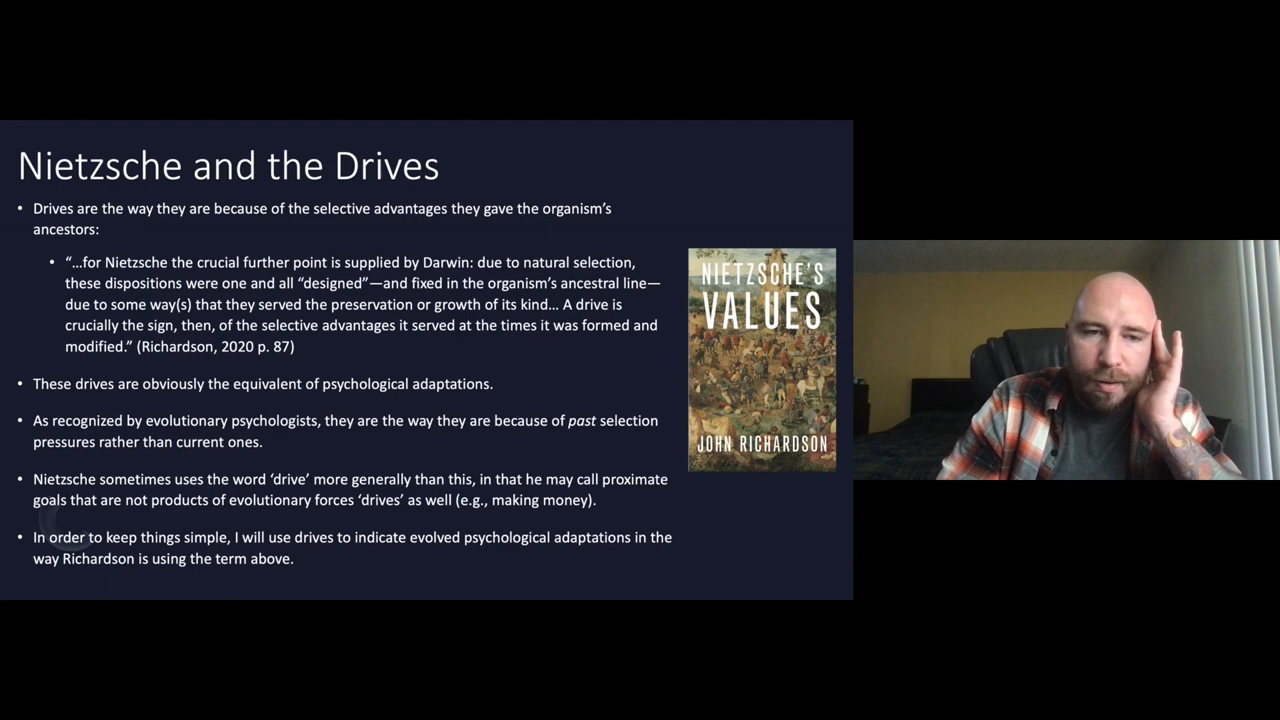 Nietzsche and the Drives
• Drives are the way they are because of the selective advantages they gave the organism's
ancestors:
• “…for Nietzsche the crucial further point is supplied by Darwin: due to natural selection,
these dispositions were one and all “designed”—and fixed in the organism's ancestral line—
due to some way(s) that they served the preservation or growth of its kind… A drive is
crucially the sign, then, of the selective advantages it served at the times it was formed and
modified.” (Richardson, 2020 p. 87)
• These drives are obviously the equivalent of psychological adaptations.
• As recognized by evolutionary psychologists, they are the way they are because of past selection
pressures rather than current ones.
• Nietzsche sometimes uses the word ‘drive’ more generally than this, in that he may call proximate
goals that are not products of evolutionary forces ‘drives’ as well (e.g., making money).
• In order to keep things simple, I will use drives to indicate evolved psychological adaptations in the
way Richardson is using the term above.
NIETZSCHE'S
VALUES
JOHN RICHARDSON